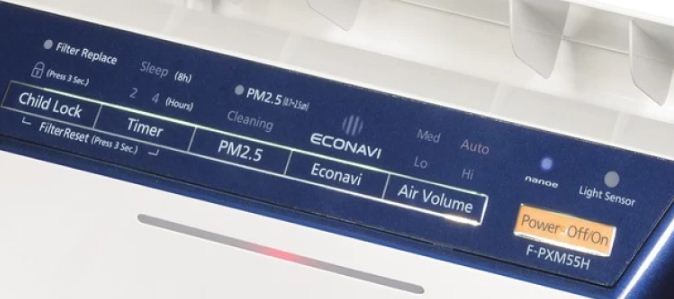 Filter Replace
(Press 3 Sec.)
Child Lock
FilterReset (Press 3 Sec.)
Sleep (8h)
2 4 (Hours)
Timer
PM2.5
Cleaning
PM2.5
ECONAVI
Econavi
Med Auto
Lo Hi
Air Volume
nanoe
Light Sensor
Power Off/On
F-PXM55H